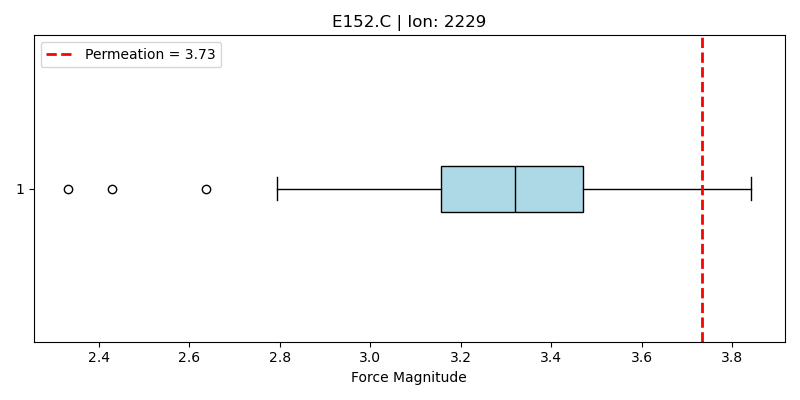 E152.C | Ion: 2229
Permeation = 3.73
1
2.4 2.6 2.8 3.0 3.2 3.4 3.6 3.8
Force Magnitude